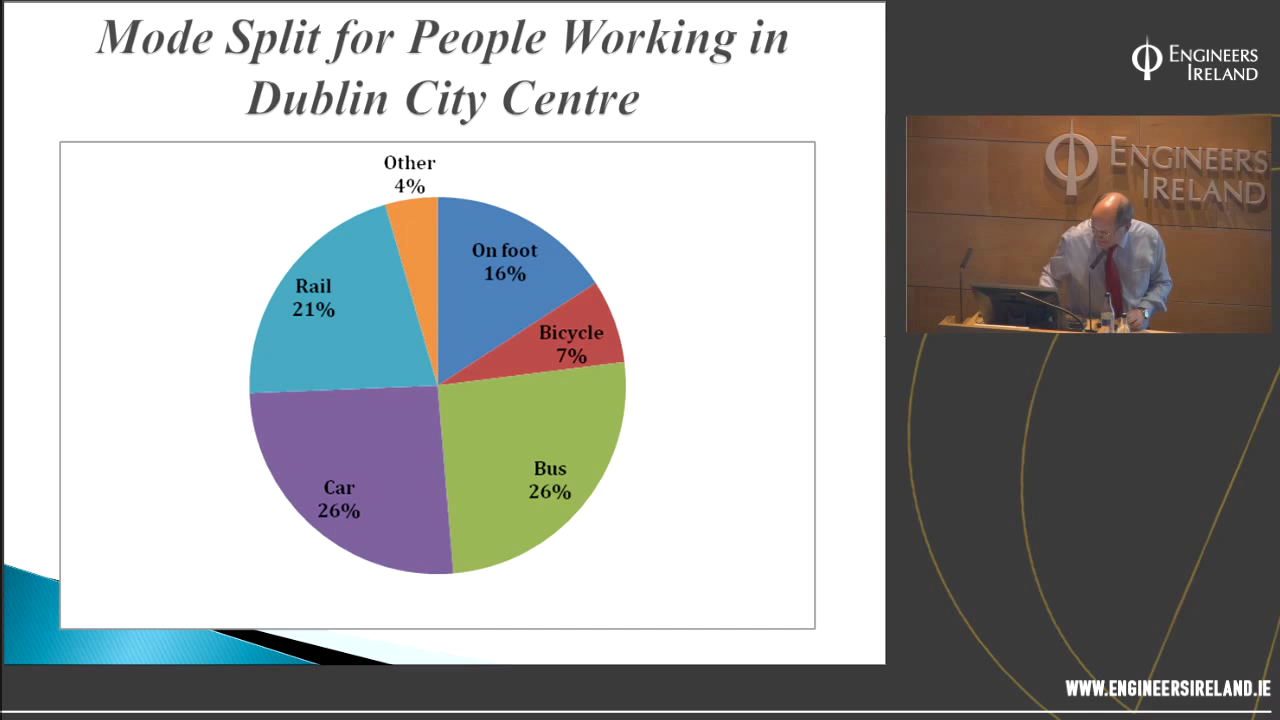 Mode Split for People Working in
Dublin City Centre
Other
4%
On foot
16%
Rail
21%
Bicycle
7%
Bus
26%
Car
26%
ENGINEERS
IRELAND
ENGINEERS
IRELAND
WWW.ENGINEERSIRELAND.IE